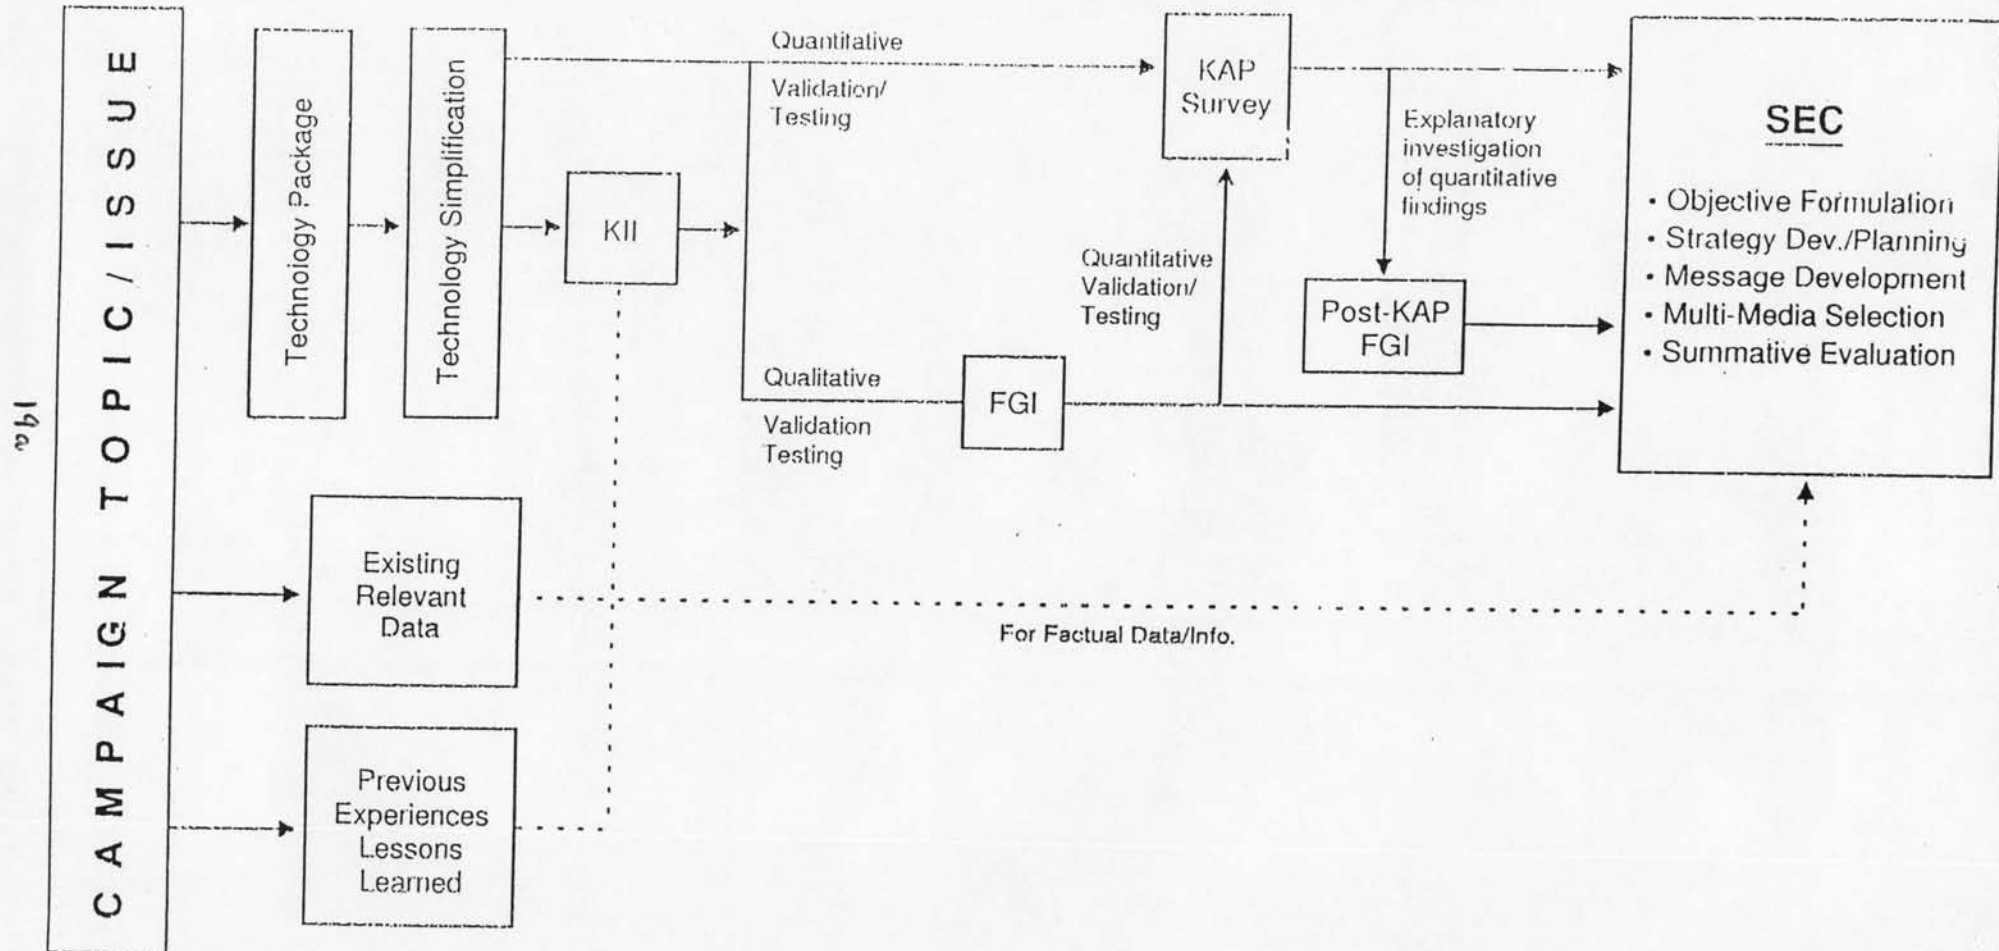 CAMPAIGN TOPIC/ISSUE
Technology Package
Technology Simplification
KII
Quantitative
Validation/
Testing
KAP
Survey
Explanatory
investigation
of quantitative
findings
Quantitative
Validation/
Testing
Post-KAP
FGI
Qualitative
Validation
Testing
FGI
SEC
• Objective Formulation
• Strategy Dev./Planning
• Message Development
• Multi-Media Selection
• Summative Evaluation
Existing
Relevant
Data
For Factual Data/Info.
Previous
Experiences
Lessons
Learned
19a